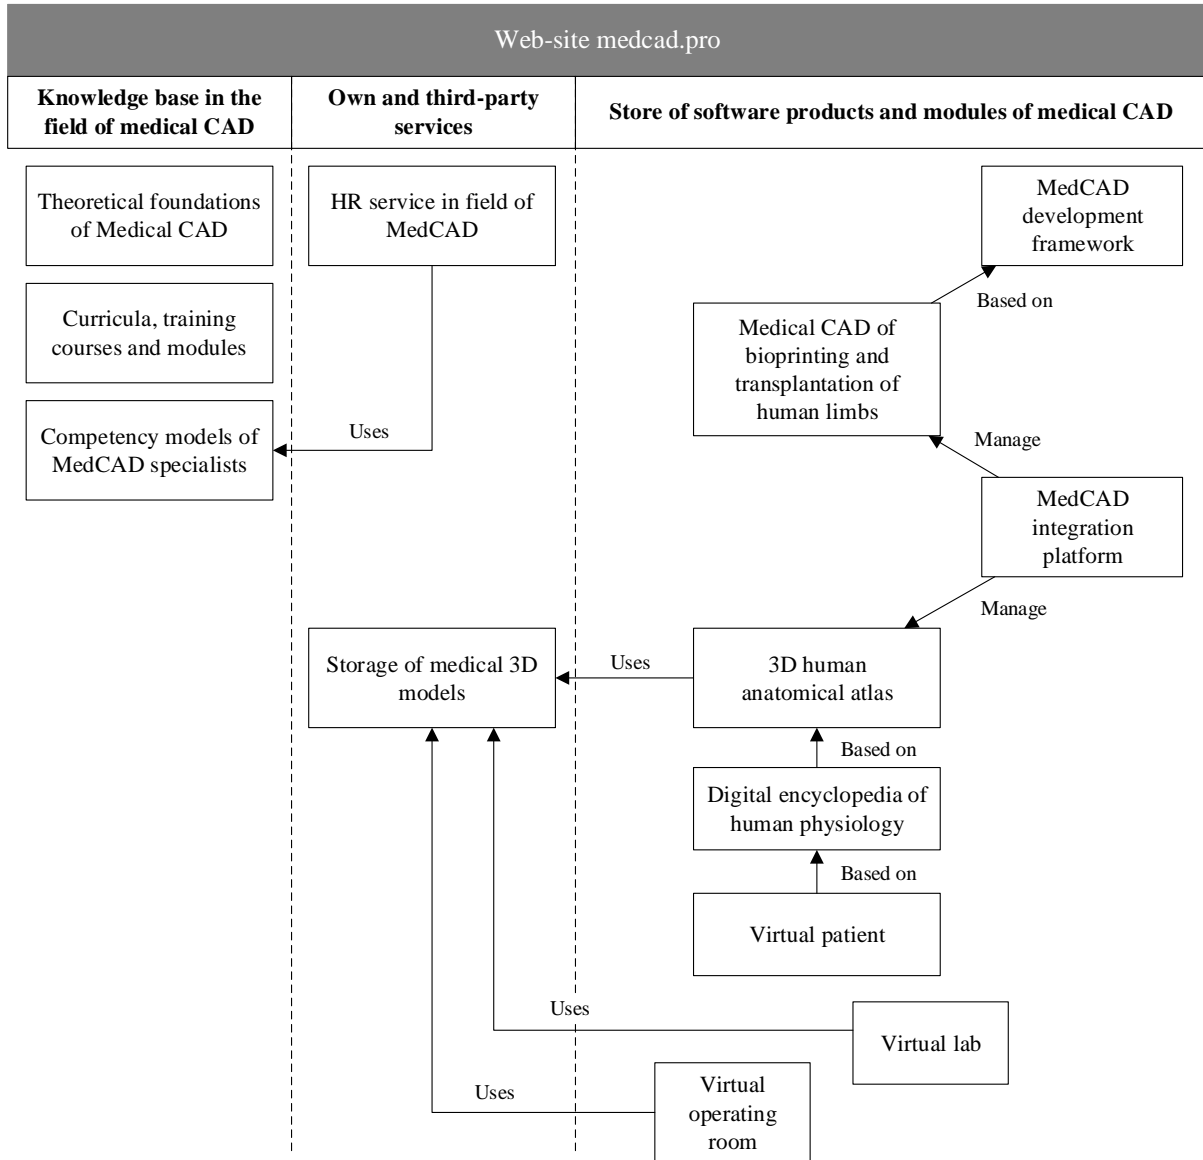 Web-site medcad.pro
Knowledge base in the
field of medical CAD
Own and third-party
services
Store of software products and modules of medical CAD
Theoretical foundations
of Medical CAD
HR service in field of
MedCAD
MedCAD
development
framework
Curricula, training
courses and modules
Based on
Medical CAD of
bioprinting and
transplantation of
human limbs
Competency models of
MedCAD specialists
Uses
Manage
MedCAD
integration
platform
Manage
Storage of medical 3D
models
Uses
3D human
anatomical atlas
Based on
Digital encyclopedia of
human physiology
Based on
Virtual patient
Uses
Virtual lab
Uses
Virtual
operating
room